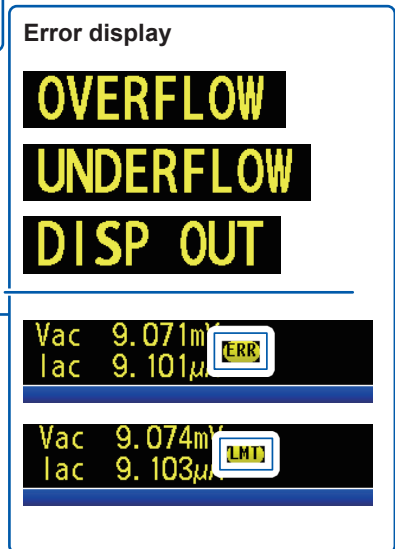 Error display
OVERFLOW
UNDERFLOW
DISP OUT
Vac 9.071m
ERR
Iac 9.101μ
Vac 9.074m
LMT
Iac 9.103μ